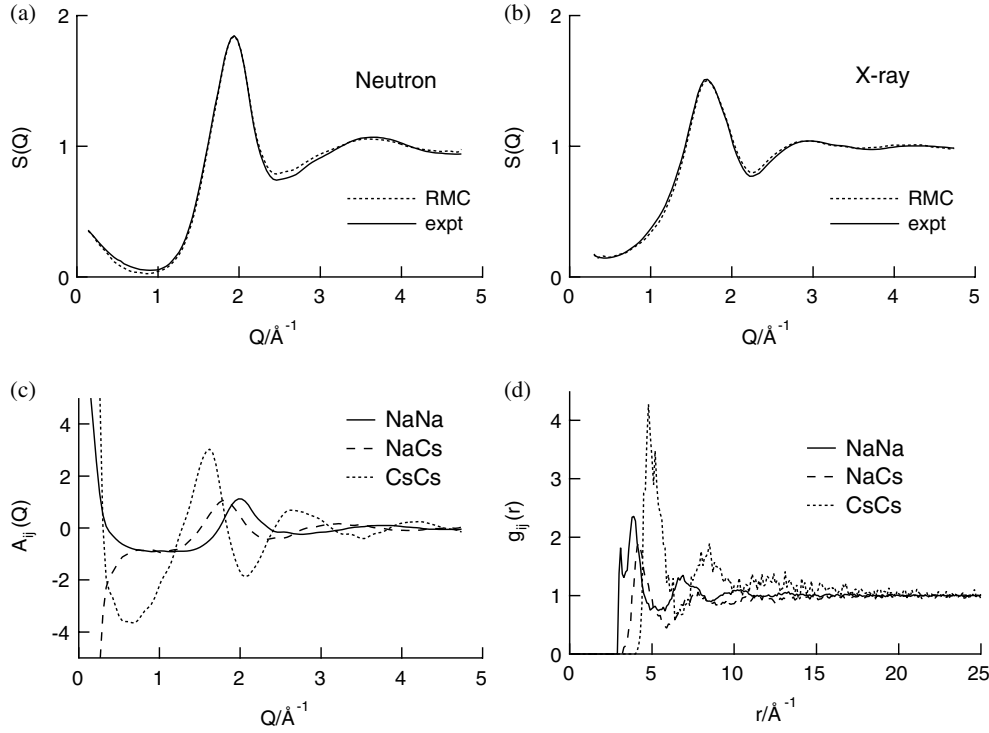 (a)
2
1
0
S(Q)
Neutron
RMC
expt
0 1 2 3 4 5
Q/Å⁻¹
(b)
2
1
0
S(Q)
X-ray
RMC
expt
0 1 2 3 4 5
Q/Å⁻¹
(c)
4
2
0
-2
-4
A_ij(Q)
NaNa
NaCs
CsCs
0 1 2 3 4 5
Q/Å⁻¹
(d)
4
3
2
1
0
g_ij(r)
NaNa
NaCs
CsCs
0 5 10 15 20 25
r/Å⁻¹